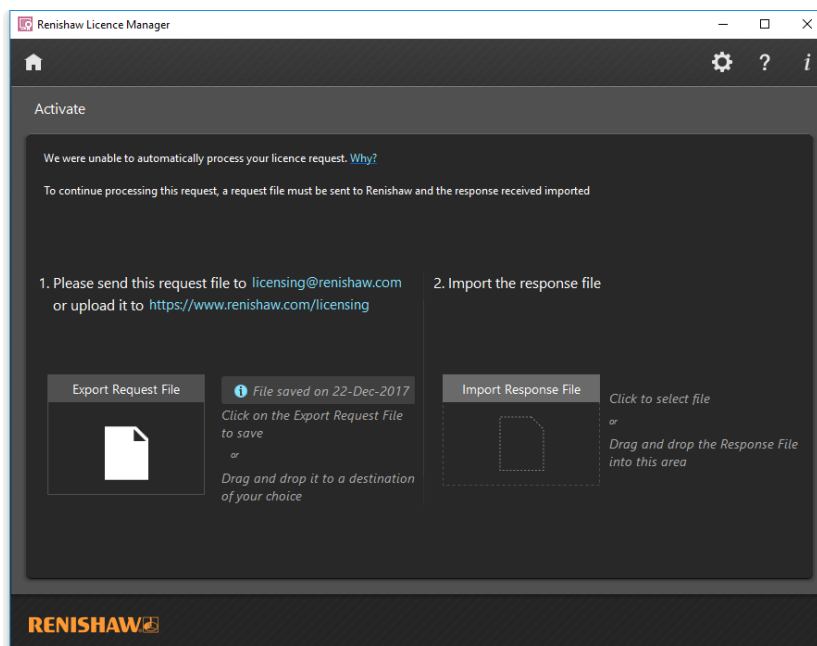 Renishaw Licence Manager
? i
Activate
We were unable to automatically process your licence request. Why?
To continue processing this request, a request file must be sent to Renishaw and the response received imported
1. Please send this request file to licensing@renishaw.com
or upload it to https://www.renishaw.com/licensing
2. Import the response file
Export Request File
i File saved on 22-Dec-2017
Click on the Export Request File
to save
or
Drag and drop it to a destination
of your choice
Import Response File
Click to select file
or
Drag and drop the Response File
into this area
RENISHAW